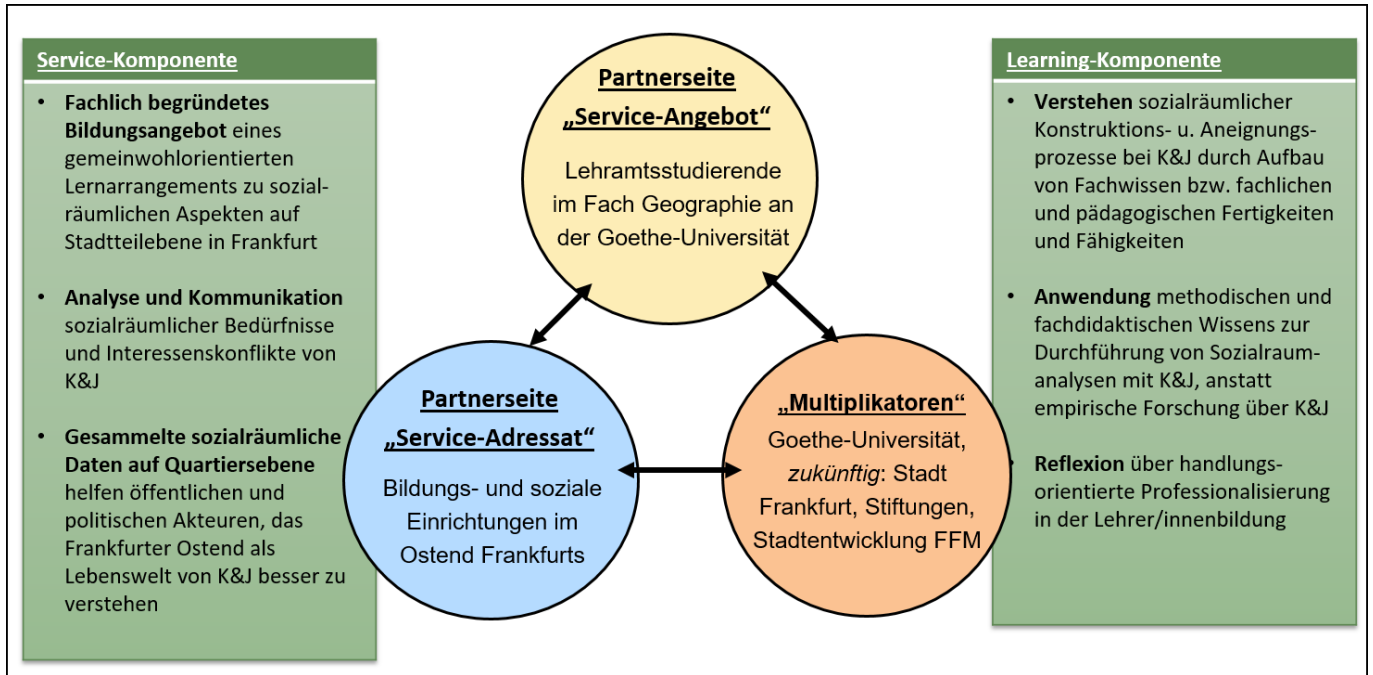 Service-Komponente
• Fachlich begründetes
Bildungsangebot eines
gemeinwohlorientierten
Lernarrangements zu sozial-
räumlichen Aspekten auf
Stadtteilebene in Frankfurt
• Analyse und Kommunikation
sozialräumlicher Bedürfnisse
und Interessenskonflikte von
K&J
• Gesammelte sozialräumliche
Daten auf Quartiersebene
helfen öffentlichen und
politischen Akteuren, das
Frankfurter Ostend als
Lebenswelt von K&J besser zu
verstehen
Partnerseite
„Service-Angebot“
Lehramtsstudierende
im Fach Geographie an
der Goethe-Universität
Partnerseite
„Service-Adressat“
Bildungs- und soziale
Einrichtungen im
Ostend Frankfurts
„Multiplikatoren“
Goethe-Universität,
zukünftig: Stadt
Frankfurt, Stiftungen,
Stadtentwicklung FFM
Learning-Komponente
• Verstehen sozialräumlicher
Konstruktions- u. Aneignungs-
prozesse bei K&J durch Aufbau
von Fachwissen bzw. fachlichen
und pädagogischen Fertigkeiten
und Fähigkeiten
• Anwendung methodischen und
fachdidaktischen Wissens zur
Durchführung von Sozialraum-
analysen mit K&J, anstatt
empirische Forschung über K&J
• Reflexion über handlungs-
orientierte Professionalisierung
in der Lehrer/innenbildung